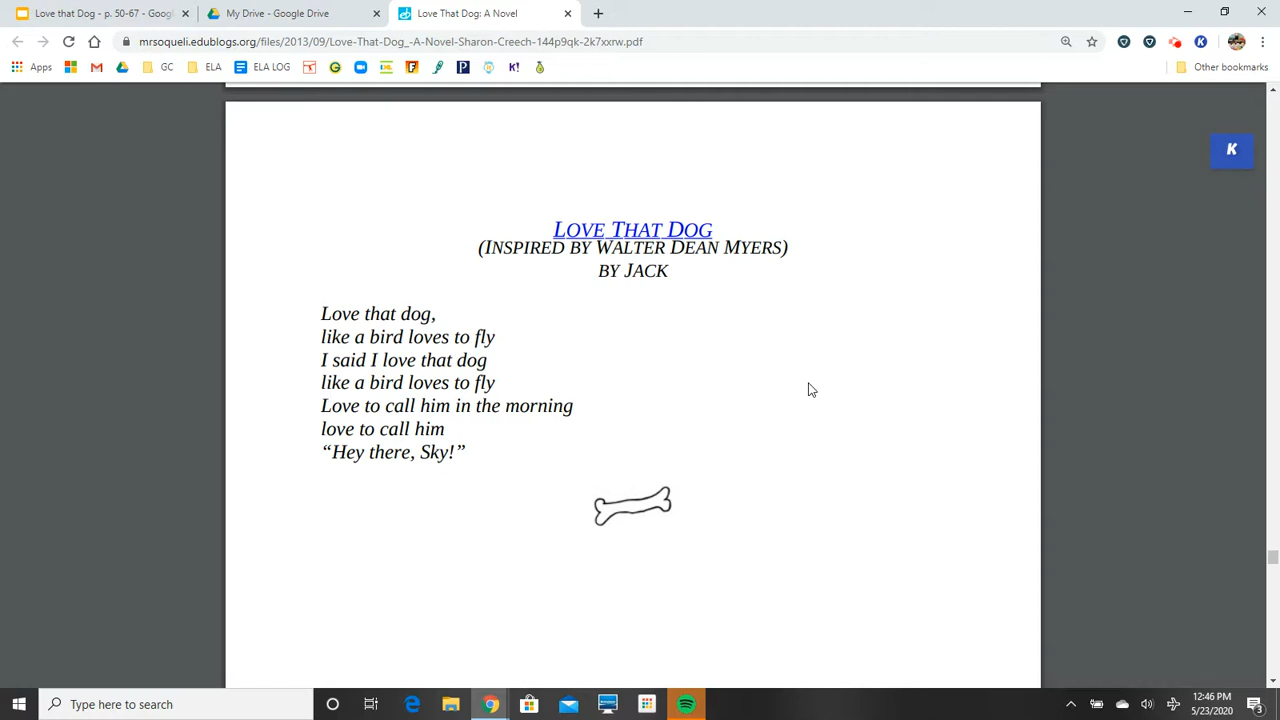 Love that Dog - p. 50-67 - Googl
My Drive - Google Drive
Love That Dog: A Novel
mrsoqueli.edublogs.org/files/2013/09/Love-That-Dog_-A-Novel-Sharon-Creech-144p9qk-2k7xxrw.pdf
Apps
GC
ELA
ELA LOG
Other bookmarks
K
LOVE THAT DOG
(INSPIRED BY WALTER DEAN MYERS)
BY JACK
Love that dog,
like a bird loves to fly
I said I love that dog
like a bird loves to fly
Love to call him in the morning
love to call him
“Hey there, Sky!”
Type here to search
12:46 PM
5/23/2020
3